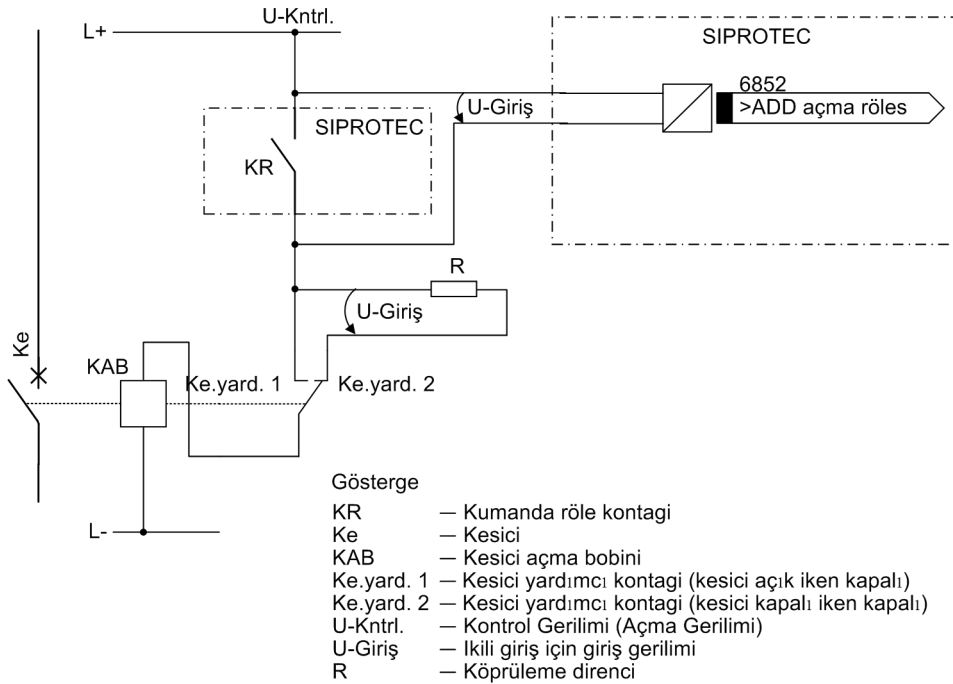 U-Kntrl.
L+
SIPROTEC
6852
>ADD açma röles
U-Giriş
SIPROTEC
KR
R
U-Giriş
Ke
KAB
Ke.yard. 1
Ke.yard. 2
L-
Gösterge
KR — Kumanda röle kontagi
Ke — Kesici
KAB — Kesici açma bobini
Ke.yard. 1 — Kesici yardımcı kontagi (kesici açık iken kapalı)
Ke.yard. 2 — Kesici yardımcı kontagi (kesici kapalı iken kapalı)
U-Kntrl. — Kontrol Gerilimi (Açma Gerilimi)
U-Giriş — Ikili giriş için giriş gerilimi
R — Köprüleme direnci